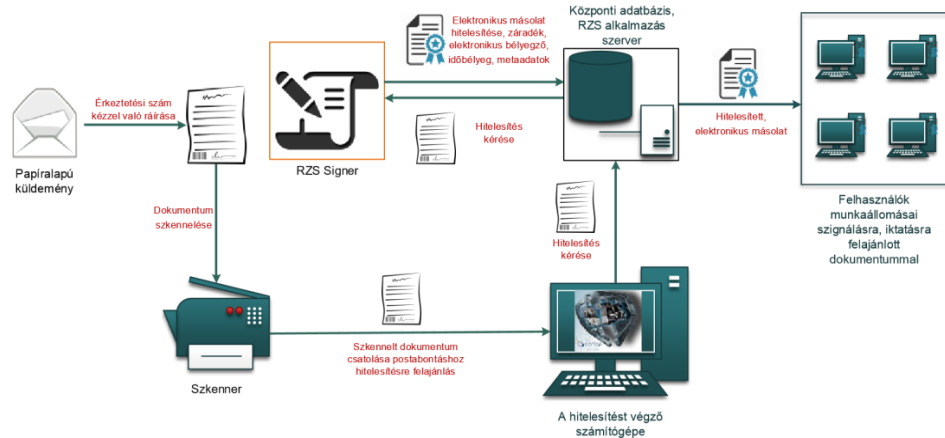 Elektronikus másolat
hitelesítése, záradék,
elektronikus bélyegző,
időbélyeg, metaadatok
Központi adatbázis,
RZS alkalmazás
szerver
Érkeztetési szám
kézzel való ráírása
Papíralapú
küldemény
RZS Signer
Hitelesítés
kérése
Hitelesített,
elektronikus másolat
Felhasználók
munkaállomásai
szignálásra, iktatásra
felajánlott
dokumentummal
Dokumentum
szkennelése
Hitelesítés
kérése
Szkenner
Szkennelt dokumentum
csatolása postabontáshoz
hitelesítésre felajánlás
A hitelesítést végző
számítógépe